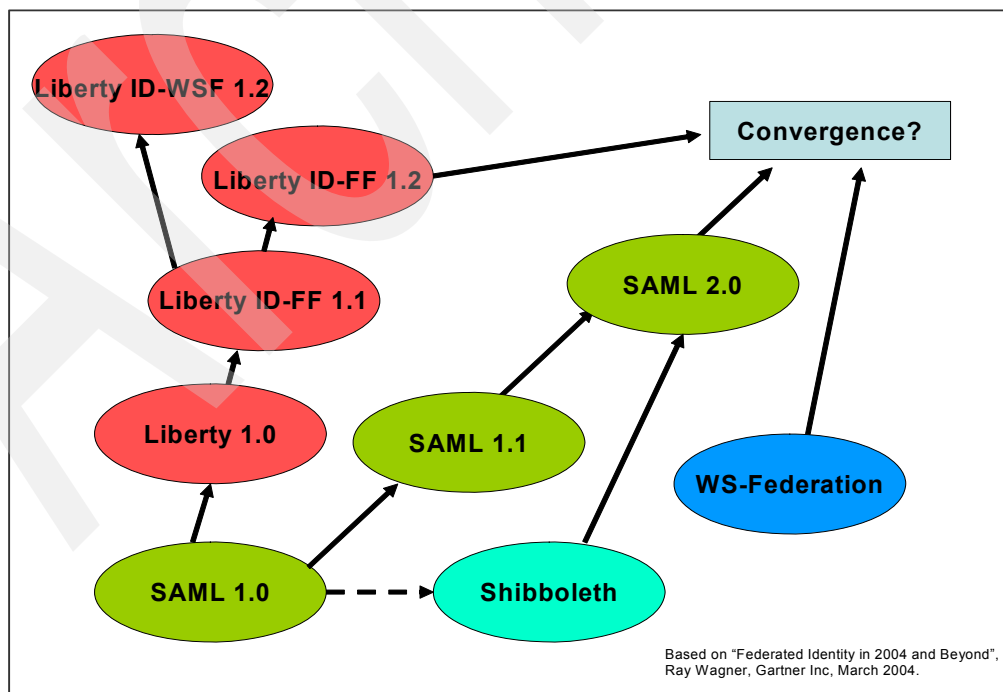 Liberty ID-WSF 1.2
Convergence?
Liberty ID-FF 1.2
SAML 2.0
Liberty ID-FF 1.1
Liberty 1.0
SAML 1.1
WS-Federation
SAML 1.0
Shibboleth
Based on “Federated Identity in 2004 and Beyond”,
Ray Wagner, Gartner Inc, March 2004.